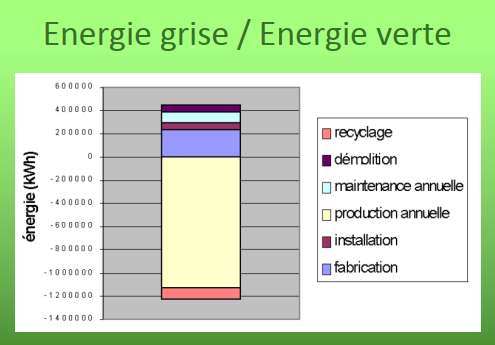 Energie grise / Energie verte
600000
400000
200000
0
-200000
-400000
-600000
-800000
-1000000
-1200000
-1400000
énergie (kWh)
recyclage
démolition
maintenance annuelle
production annuelle
installation
fabrication